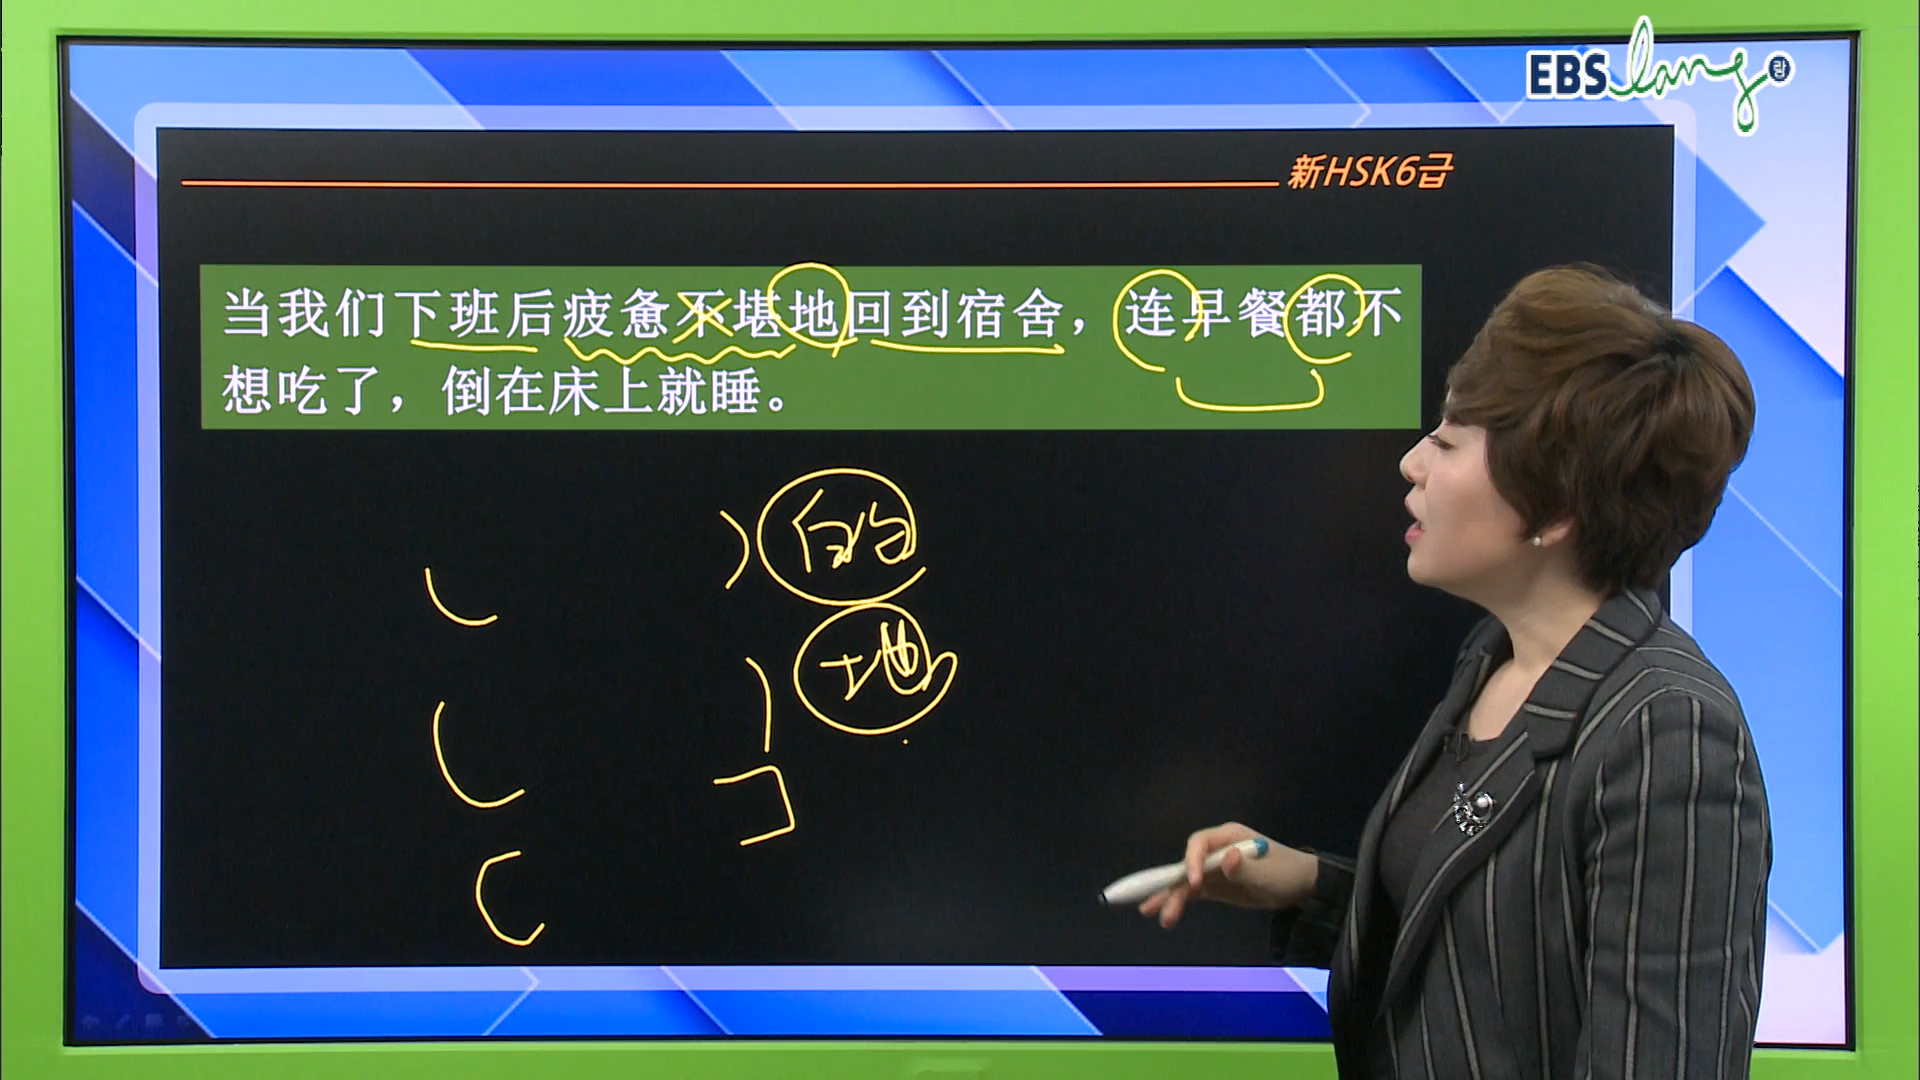 EBS lang 랑
新HSK6급
当我们下班后疲惫不堪地回到宿舍，连早餐都不
想吃了，倒在床上就睡。
的
地